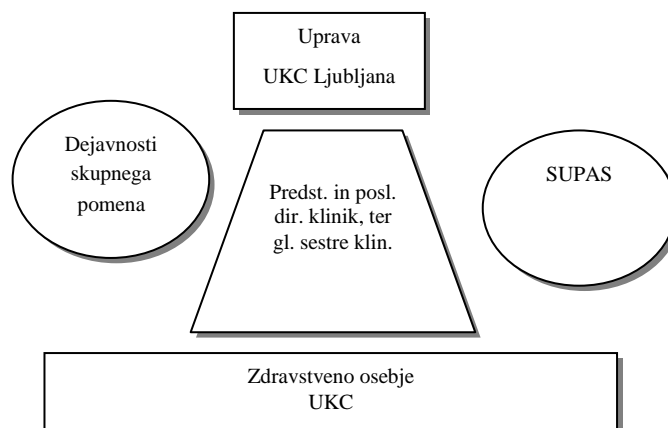 Uprava
UKC Ljubljana
Dejavnosti
skupnega
pomena
Predst. in posl.
dir. klinik, ter
gl. sestre klin.
SUPAS
Zdravstveno osebje
UKC